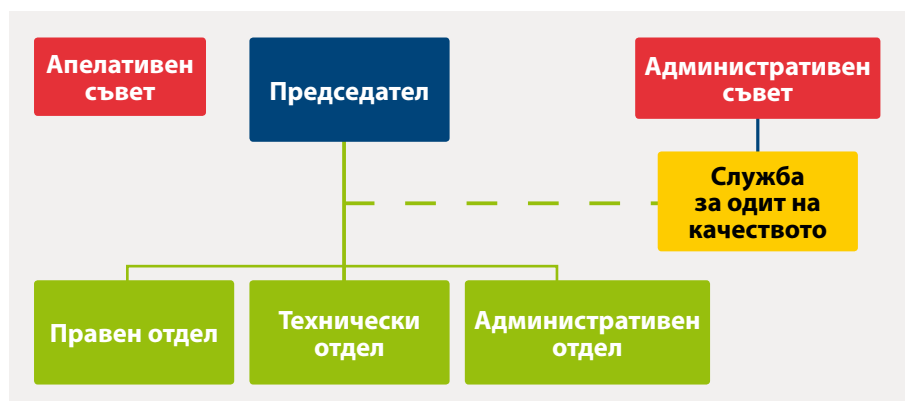 Апелативен
съвет
Председател
Административен
съвет
Служба
за одит на
качеството
Правен отдел
Технически
отдел
Административен
отдел